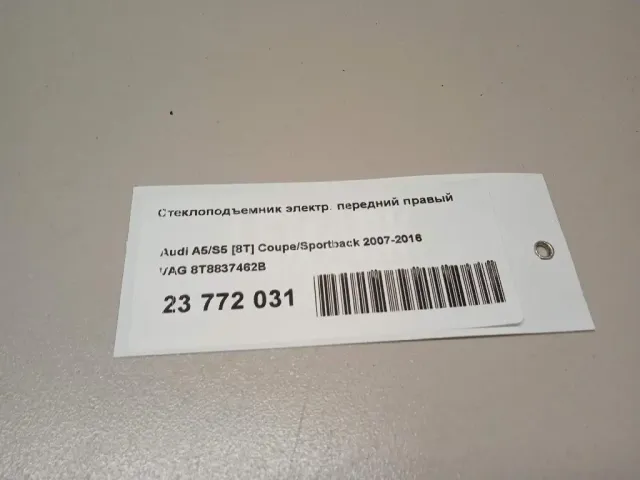 Стеклоподъемник электр. передний правый
Audi A5/S5 [8T] Coupe/Sportback 2007-2016
VAG 8T8837462B
23 772 031